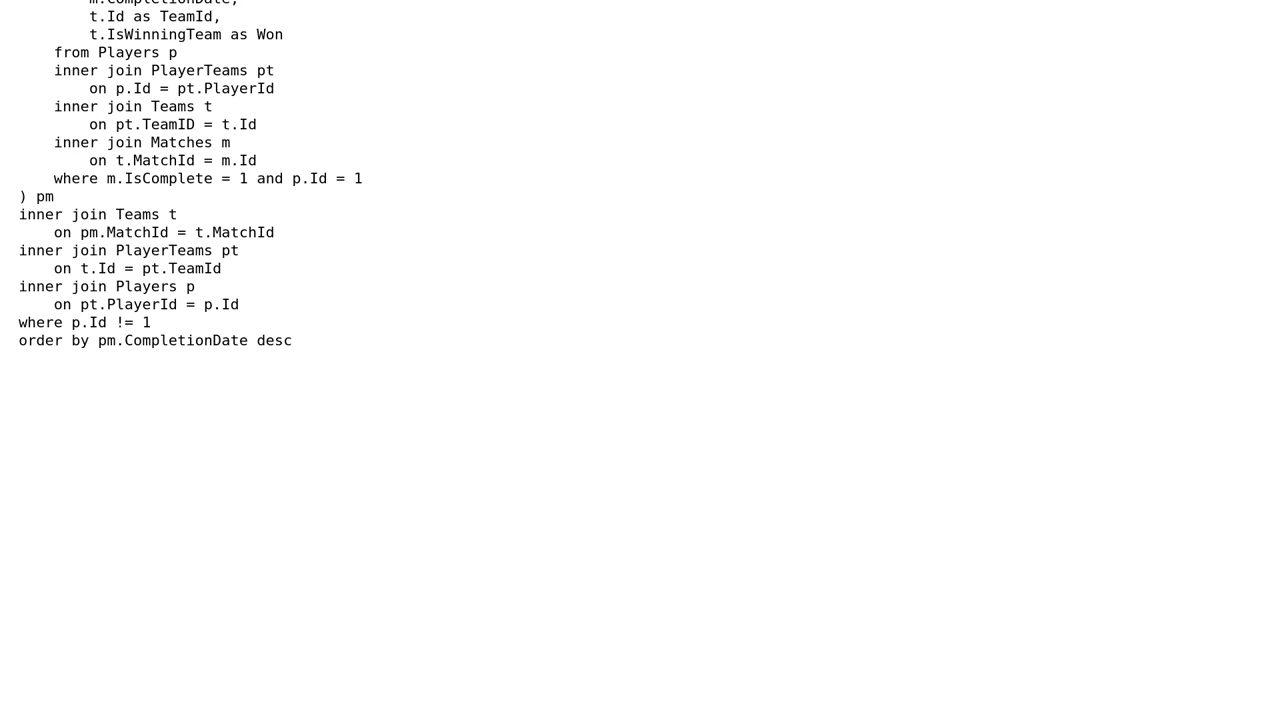 m.CompletionDate,
        t.Id as TeamId,
        t.IsWinningTeam as Won
    from Players p
    inner join PlayerTeams pt
        on p.Id = pt.PlayerId
    inner join Teams t
        on pt.TeamID = t.Id
    inner join Matches m
        on t.MatchId = m.Id
    where m.IsComplete = 1 and p.Id = 1
) pm
inner join Teams t
    on pm.MatchId = t.MatchId
inner join PlayerTeams pt
    on t.Id = pt.TeamId
inner join Players p
    on pt.PlayerId = p.Id
where p.Id != 1
order by pm.CompletionDate desc